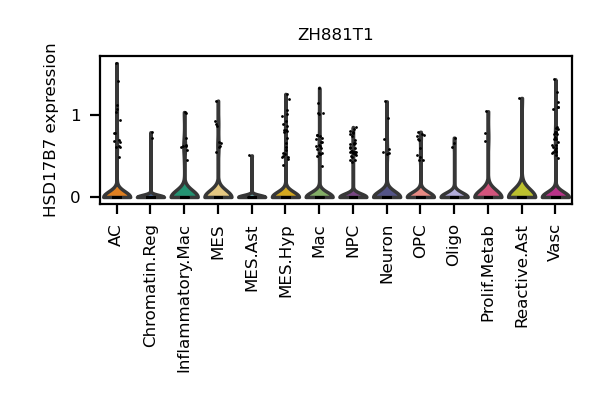 ZH881T1
HSD17B7 expression
1
0
AC
Chromatin.Reg
Inflammatory.Mac
MES
MES.Ast
MES.Hyp
Mac
NPC
Neuron
OPC
Oligo
Prolif.Metab
Reactive.Ast
Vasc